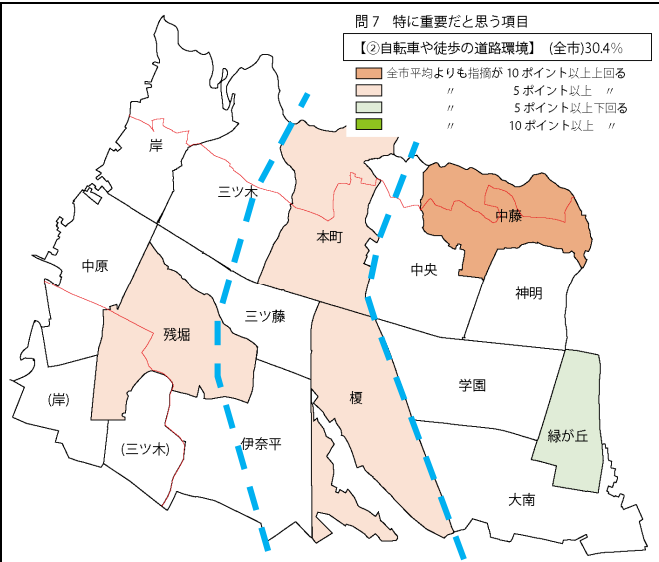 問7 特に重要だと思う項目
【②自転車や徒歩の道路環境】 (全市)30.4%
全市平均よりも指摘が 10 ポイント以上上回る
〃 5 ポイント以上 〃
〃 5 ポイント以上下回る
〃 10 ポイント以上 〃
岸
三ツ木
本町
中藤
中原
中央
神明
残堀
三ツ藤
学園
榎
(岸)
(三ツ木)
伊奈平
緑が丘
大南